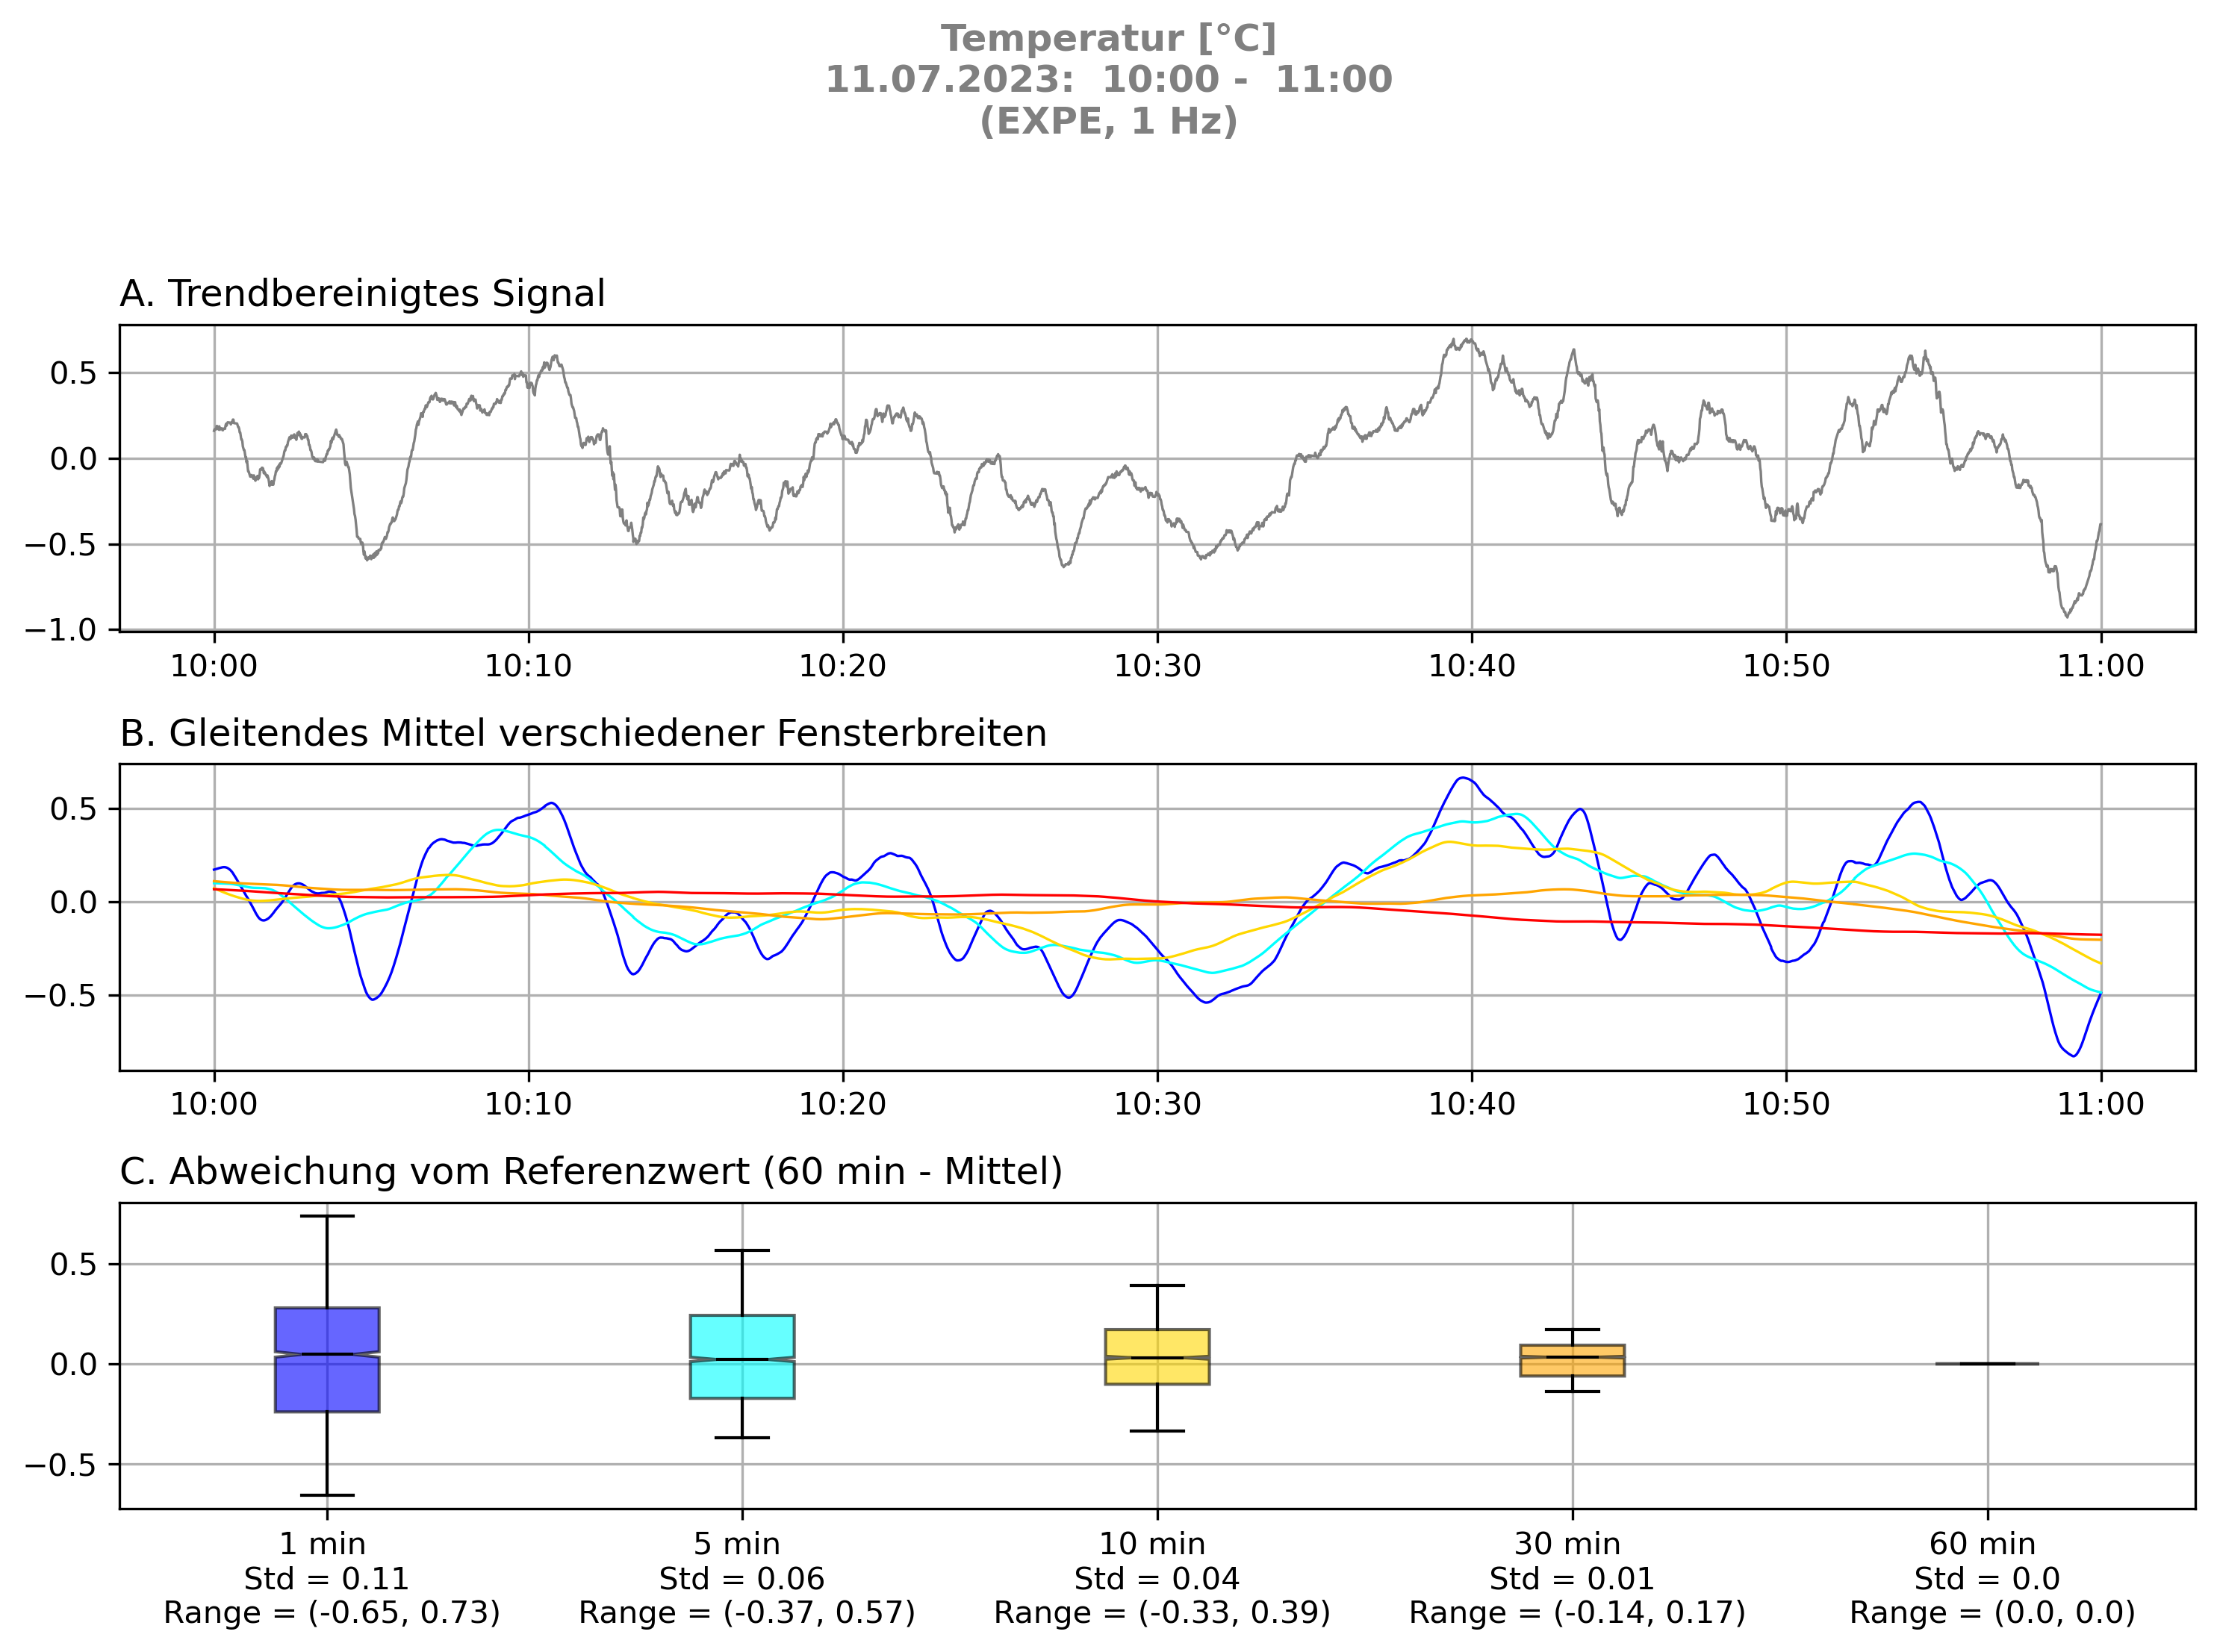 Temperatur [°C]
11.07.2023:  10:00 -  11:00
(EXPE, 1 Hz)
A. Trendbereinigtes Signal
0.5
0.0
−0.5
−1.0
10:00 10:10 10:20 10:30 10:40 10:50 11:00
B. Gleitendes Mittel verschiedener Fensterbreiten
0.5
0.0
−0.5
10:00 10:10 10:20 10:30 10:40 10:50 11:00
C. Abweichung vom Referenzwert (60 min - Mittel)
0.5
0.0
−0.5
1 min 5 min 10 min 30 min 60 min
Std = 0.11 Std = 0.06 Std = 0.04 Std = 0.01 Std = 0.0
Range = (-0.65, 0.73) Range = (-0.37, 0.57) Range = (-0.33, 0.39) Range = (-0.14, 0.17) Range = (0.0, 0.0)